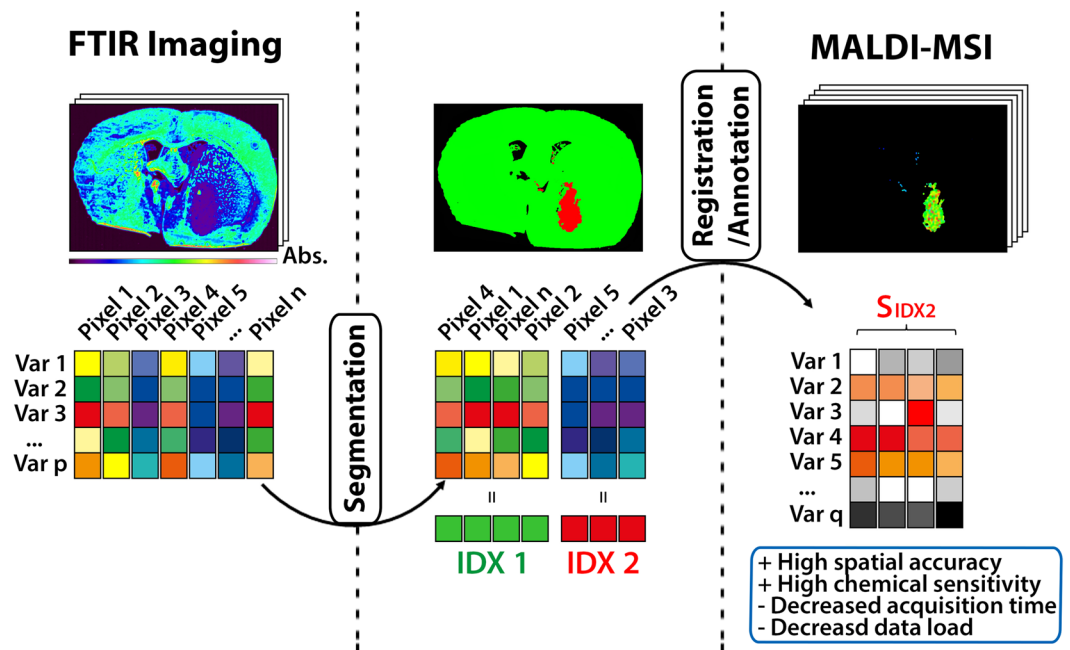 FTIR Imaging
MALDI-MSI
Registration
/Annotation
Abs.
Pixel 1
Pixel 2
Pixel 3
Pixel 4
Pixel 5
...
Pixel n
Var 1
Var 2
Var 3
...
Var p
Segmentation
Pixel 4
Pixel 1
Pixel n
Pixel 2
Pixel 5
...
Pixel 3
=
=
IDX 1
IDX 2
SIDX2
Var 1
Var 2
Var 3
Var 4
Var 5
...
Var q
+ High spatial accuracy
+ High chemical sensitivity
- Decreased acquisition time
- Decreasd data load